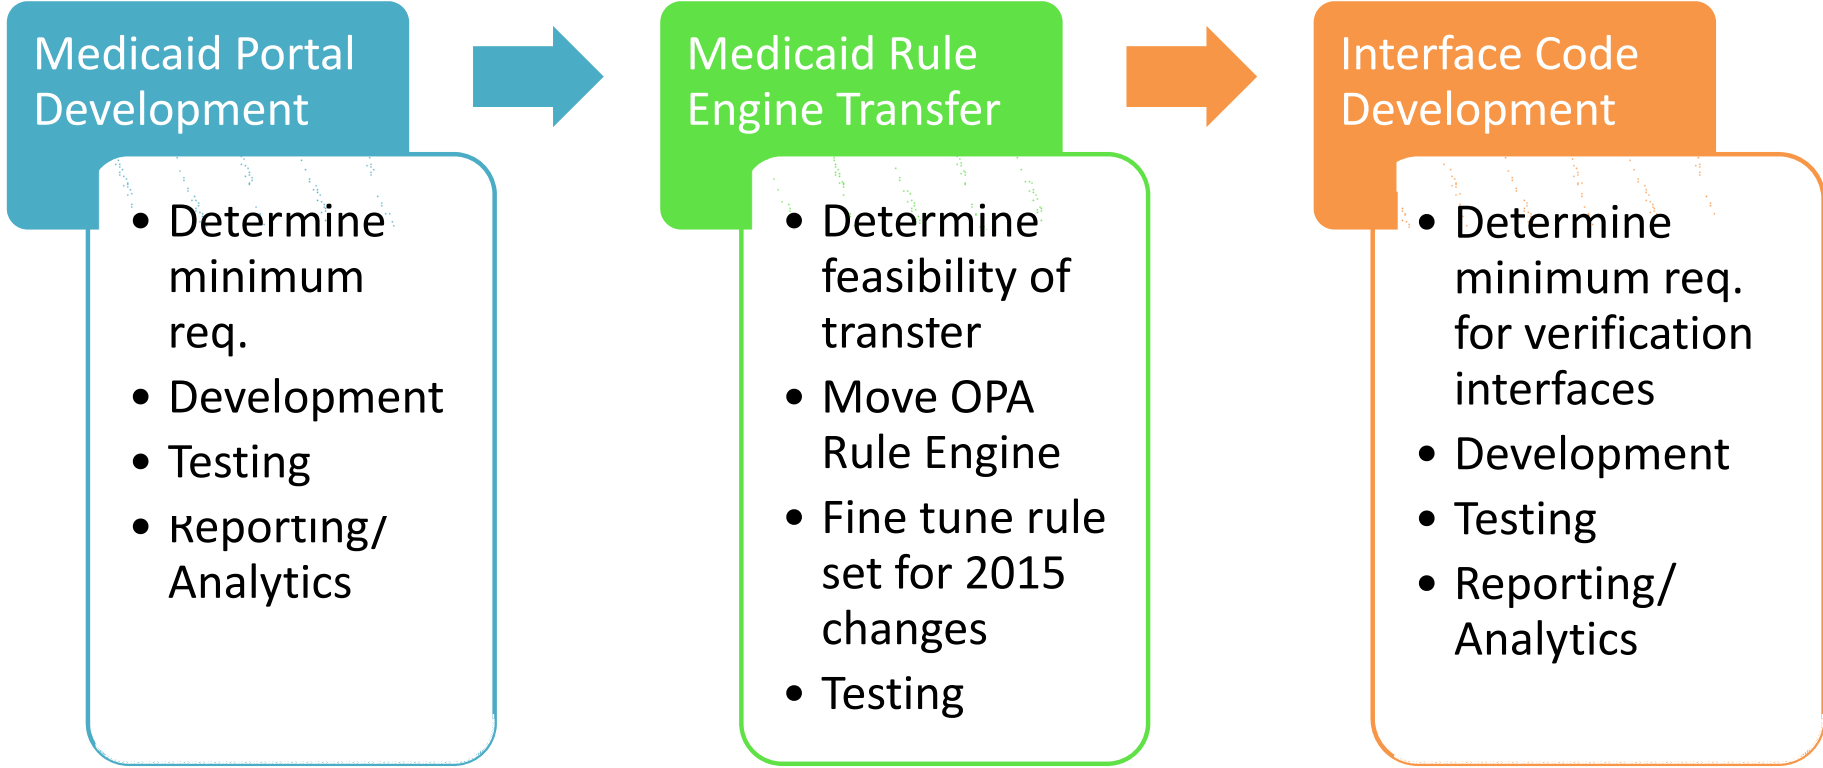 Medicaid Portal
Development
• Determine
minimum
req.
• Development
• Testing
• Reporting/
Analytics
Medicaid Rule
Engine Transfer
• Determine
feasibility of
transfer
• Move OPA
Rule Engine
• Fine tune rule
set for 2015
changes
• Testing
Interface Code
Development
• Determine
minimum req.
for verification
interfaces
• Development
• Testing
• Reporting/
Analytics